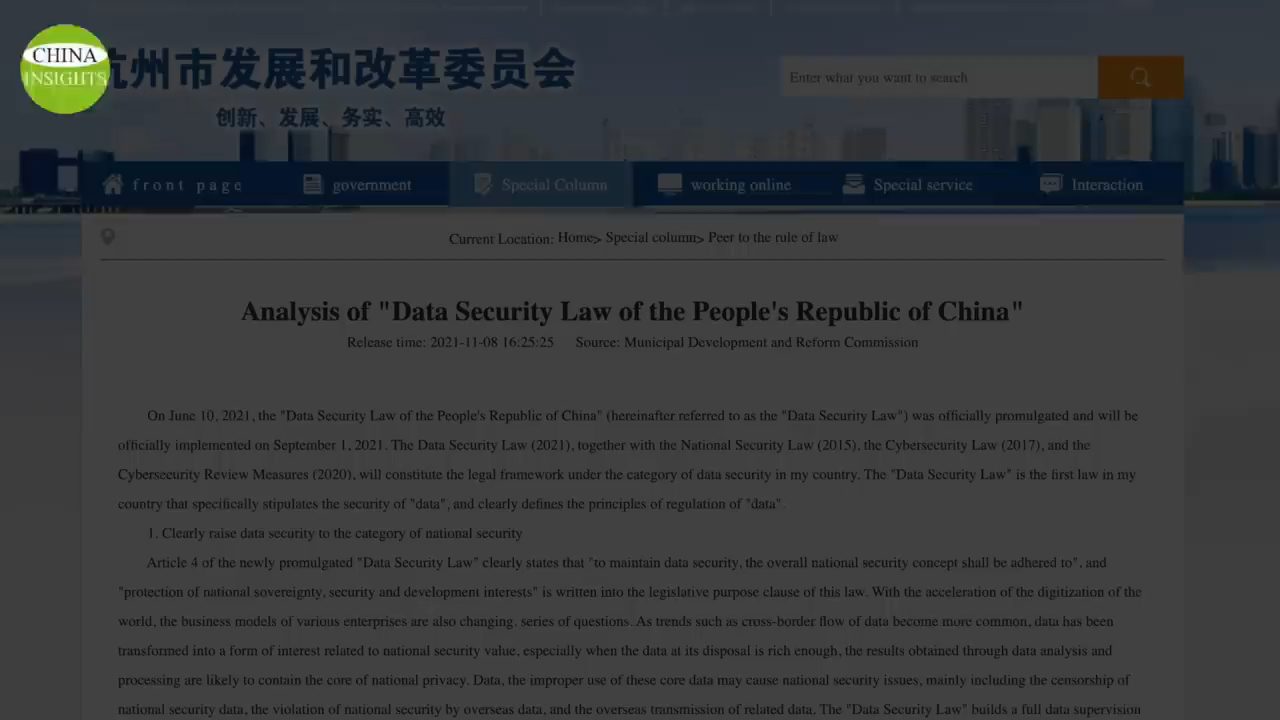 CHINA
INSIGHTS
杭州市发展和改革委员会
创新、发展、务实、高效
Enter what you want to search
front page
government
Special Column
working online
Special service
Interaction
Current Location: Home> Special column> Peer to the rule of law
Analysis of "Data Security Law of the People's Republic of China"
Release time: 2021-11-08 16:25:25 Source: Municipal Development and Reform Commission
On June 10, 2021, the "Data Security Law of the People's Republic of China" (hereinafter referred to as the "Data Security Law") was officially promulgated and will be
officially implemented on September 1, 2021. The Data Security Law (2021), together with the National Security Law (2015), the Cybersecurity Law (2017), and the
Cybersecurity Review Measures (2020), will constitute the legal framework under the category of data security in my country. The "Data Security Law" is the first law in my
country that specifically stipulates the security of "data", and clearly defines the principles of regulation of "data".
1. Clearly raise data security to the category of national security
Article 4 of the newly promulgated "Data Security Law" clearly states that "to maintain data security, the overall national security concept shall be adhered to", and
"protection of national sovereignty, security and development interests" is written into the legislative purpose clause of this law. With the acceleration of the digitization of the
world, the business models of various enterprises are also changing. series of questions. As trends such as cross-border flow of data become more common, data has been
transformed into a form of interest related to national security value, especially when the data at its disposal is rich enough, the results obtained through data analysis and
processing are likely to contain the core of national privacy. Data, the improper use of these core data may cause national security issues, mainly including the censorship of
national security data, the violation of national security by overseas data, and the overseas transmission of related data. The "Data Security Law" builds a full data supervision